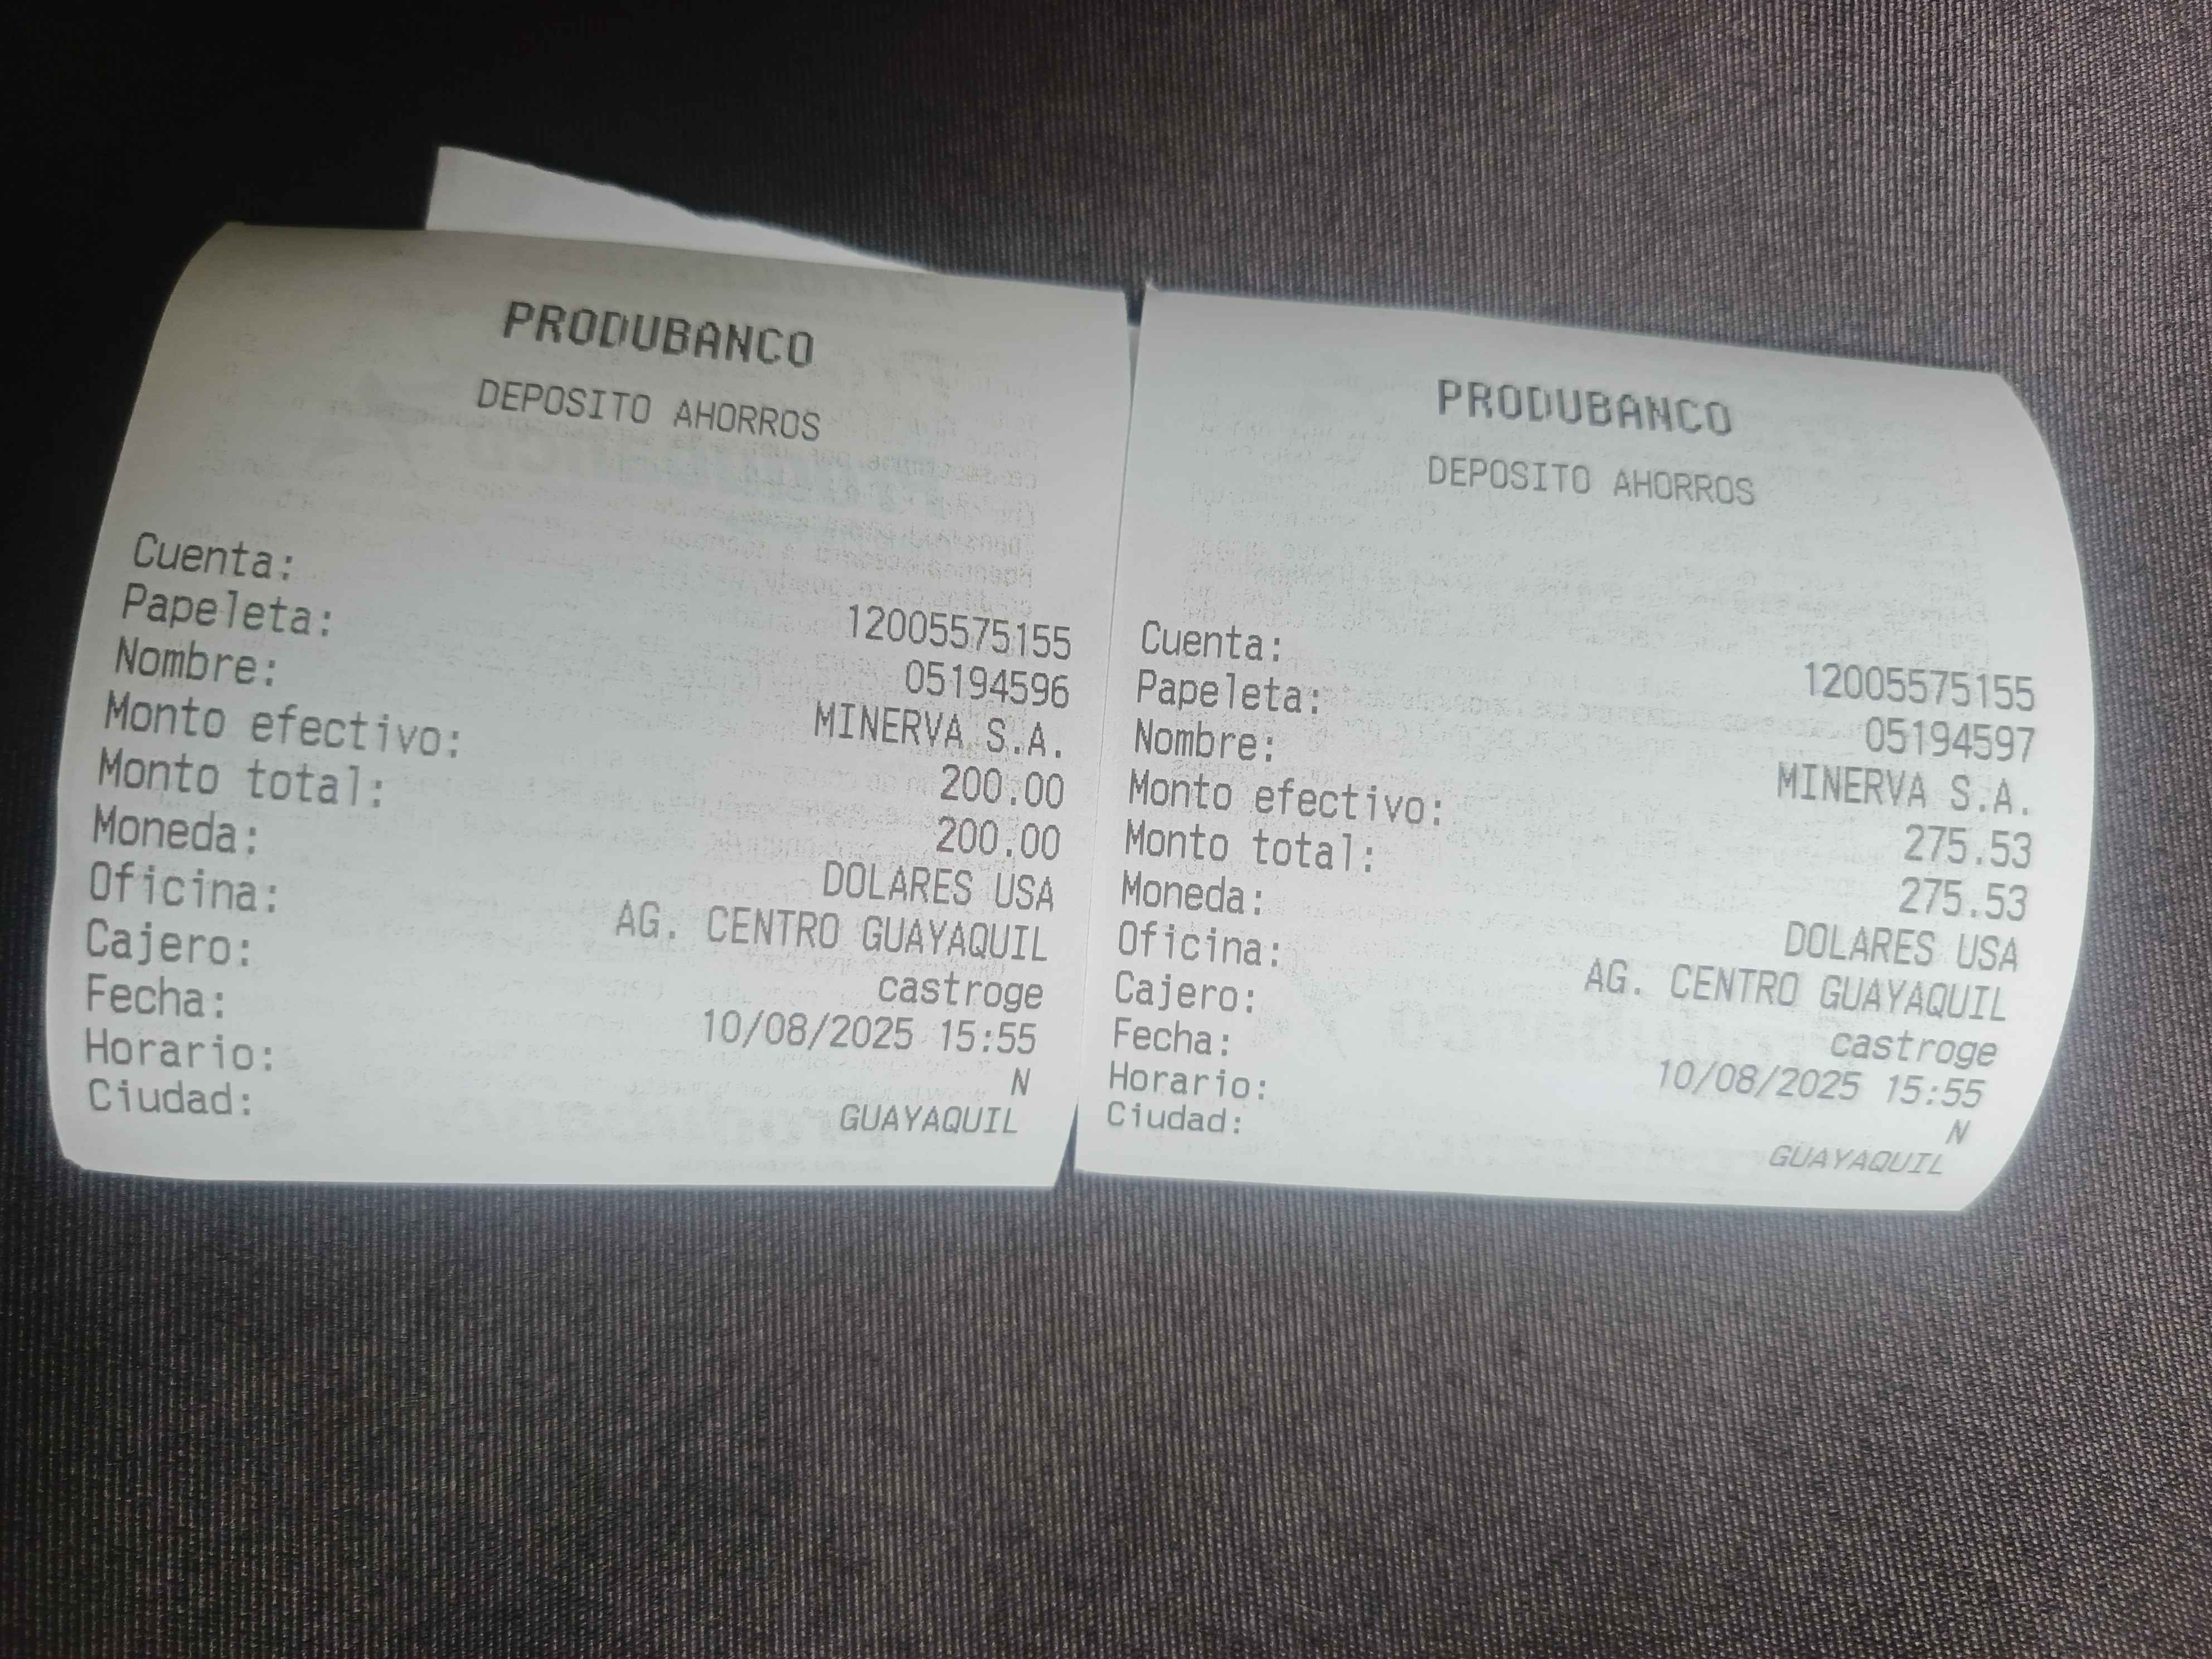 PRODUBANCO
DEPOSITO AHORROS
Cuenta: 12005575155
Papeleta: 05194596
Nombre: MINERVA S.A.
Monto efectivo: 200.00
Monto total: 200.00
Moneda: DOLARES USA
Oficina: AG. CENTRO GUAYAQUIL
Cajero: castroge
Fecha: 10/08/2025 15:55
Horario: N
Ciudad: GUAYAQUIL
PRODUBANCO
DEPOSITO AHORROS
Cuenta: 12005575155
Papeleta: 05194597
Nombre: MINERVA S.A.
Monto efectivo: 275.53
Monto total: 275.53
Moneda: DOLARES USA
Oficina: AG. CENTRO GUAYAQUIL
Cajero: castroge
Fecha: 10/08/2025 15:55
Horario: N
Ciudad: GUAYAQUIL